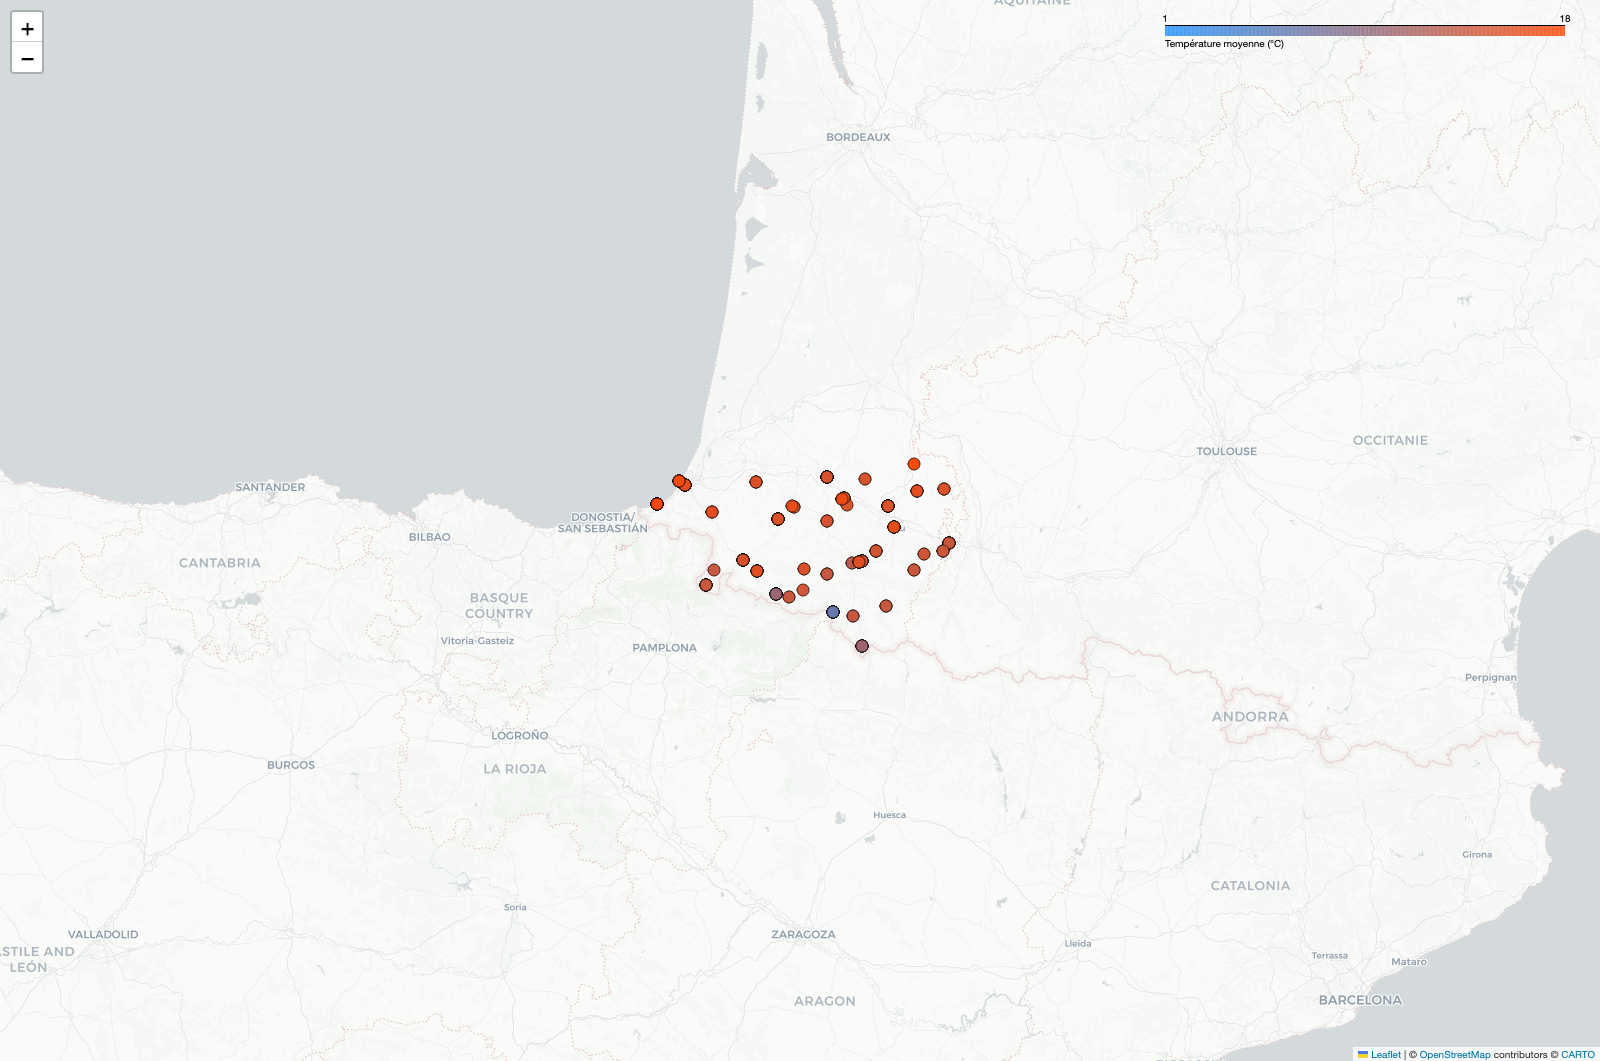 +
−
AQUITAINE
1
18
Température moyenne (°C)
BORDEAUX
TOULOUSE
OCCITANIE
SANTANDER
DONOSTIA/
SAN SEBASTIÁN
BILBAO
CANTABRIA
BASQUE
COUNTRY
Vitoria-Gasteiz
PAMPLONA
Perpignan
ANDORRA
LOGROÑO
BURGOS
LA RIOJA
Huesca
Girona
CATALONIA
Soria
VALLADOLID
ZARAGOZA
Lleida
STILE AND
LEÓN
Terrassa
Mataró
ARAGON
BARCELONA
Leaflet | © OpenStreetMap contributors © CARTO